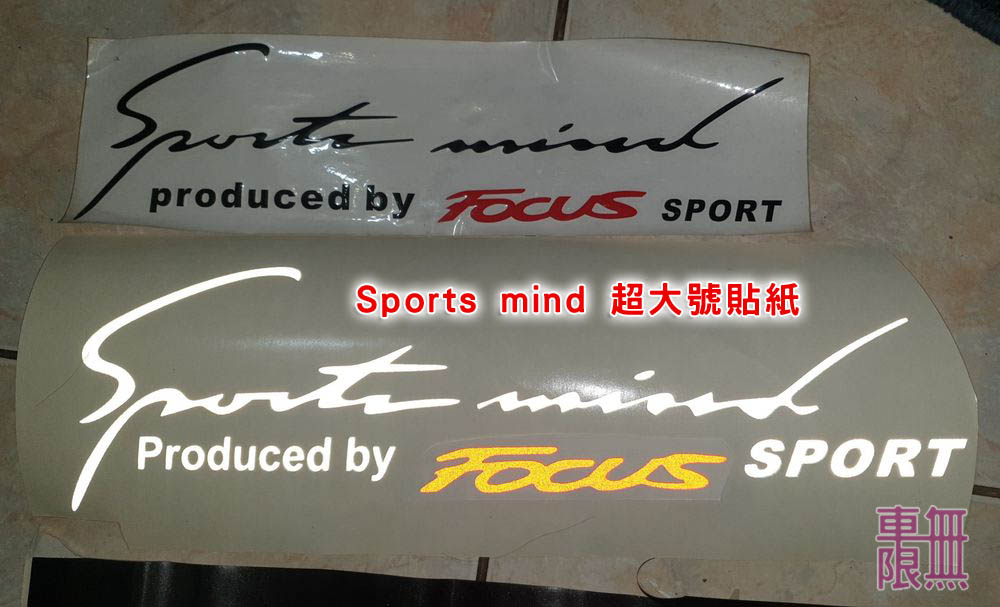 Sports mind
produced by FOCUS SPORT
Sports mind 超大號貼紙
Sports mind
Produced by FOCUS SPORT
車無
限無